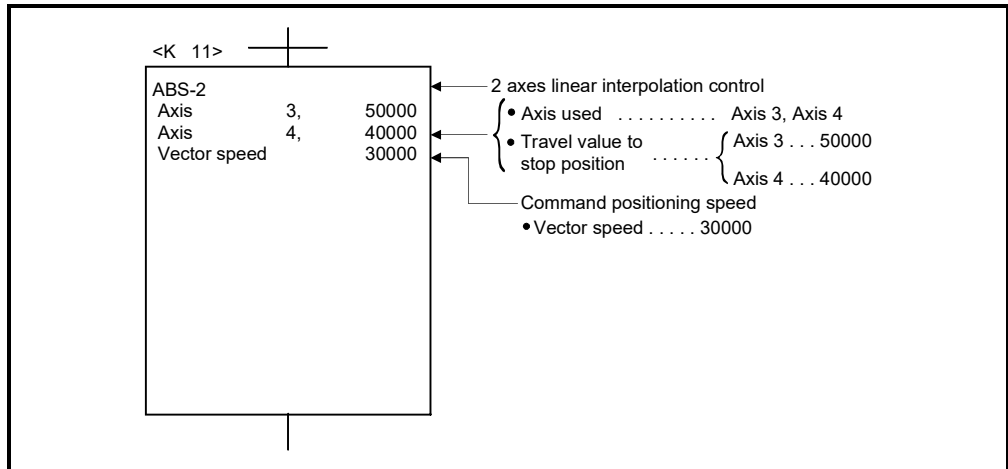 <K 11>
ABS-2
Axis 3, 50000
Axis 4, 40000
Vector speed 30000
2 axes linear interpolation control
• Axis used . . . . . . . . . . Axis 3, Axis 4
• Travel value to stop position . . . . . .
Axis 3 . . . 50000
Axis 4 . . . 40000
Command positioning speed
• Vector speed . . . . . 30000